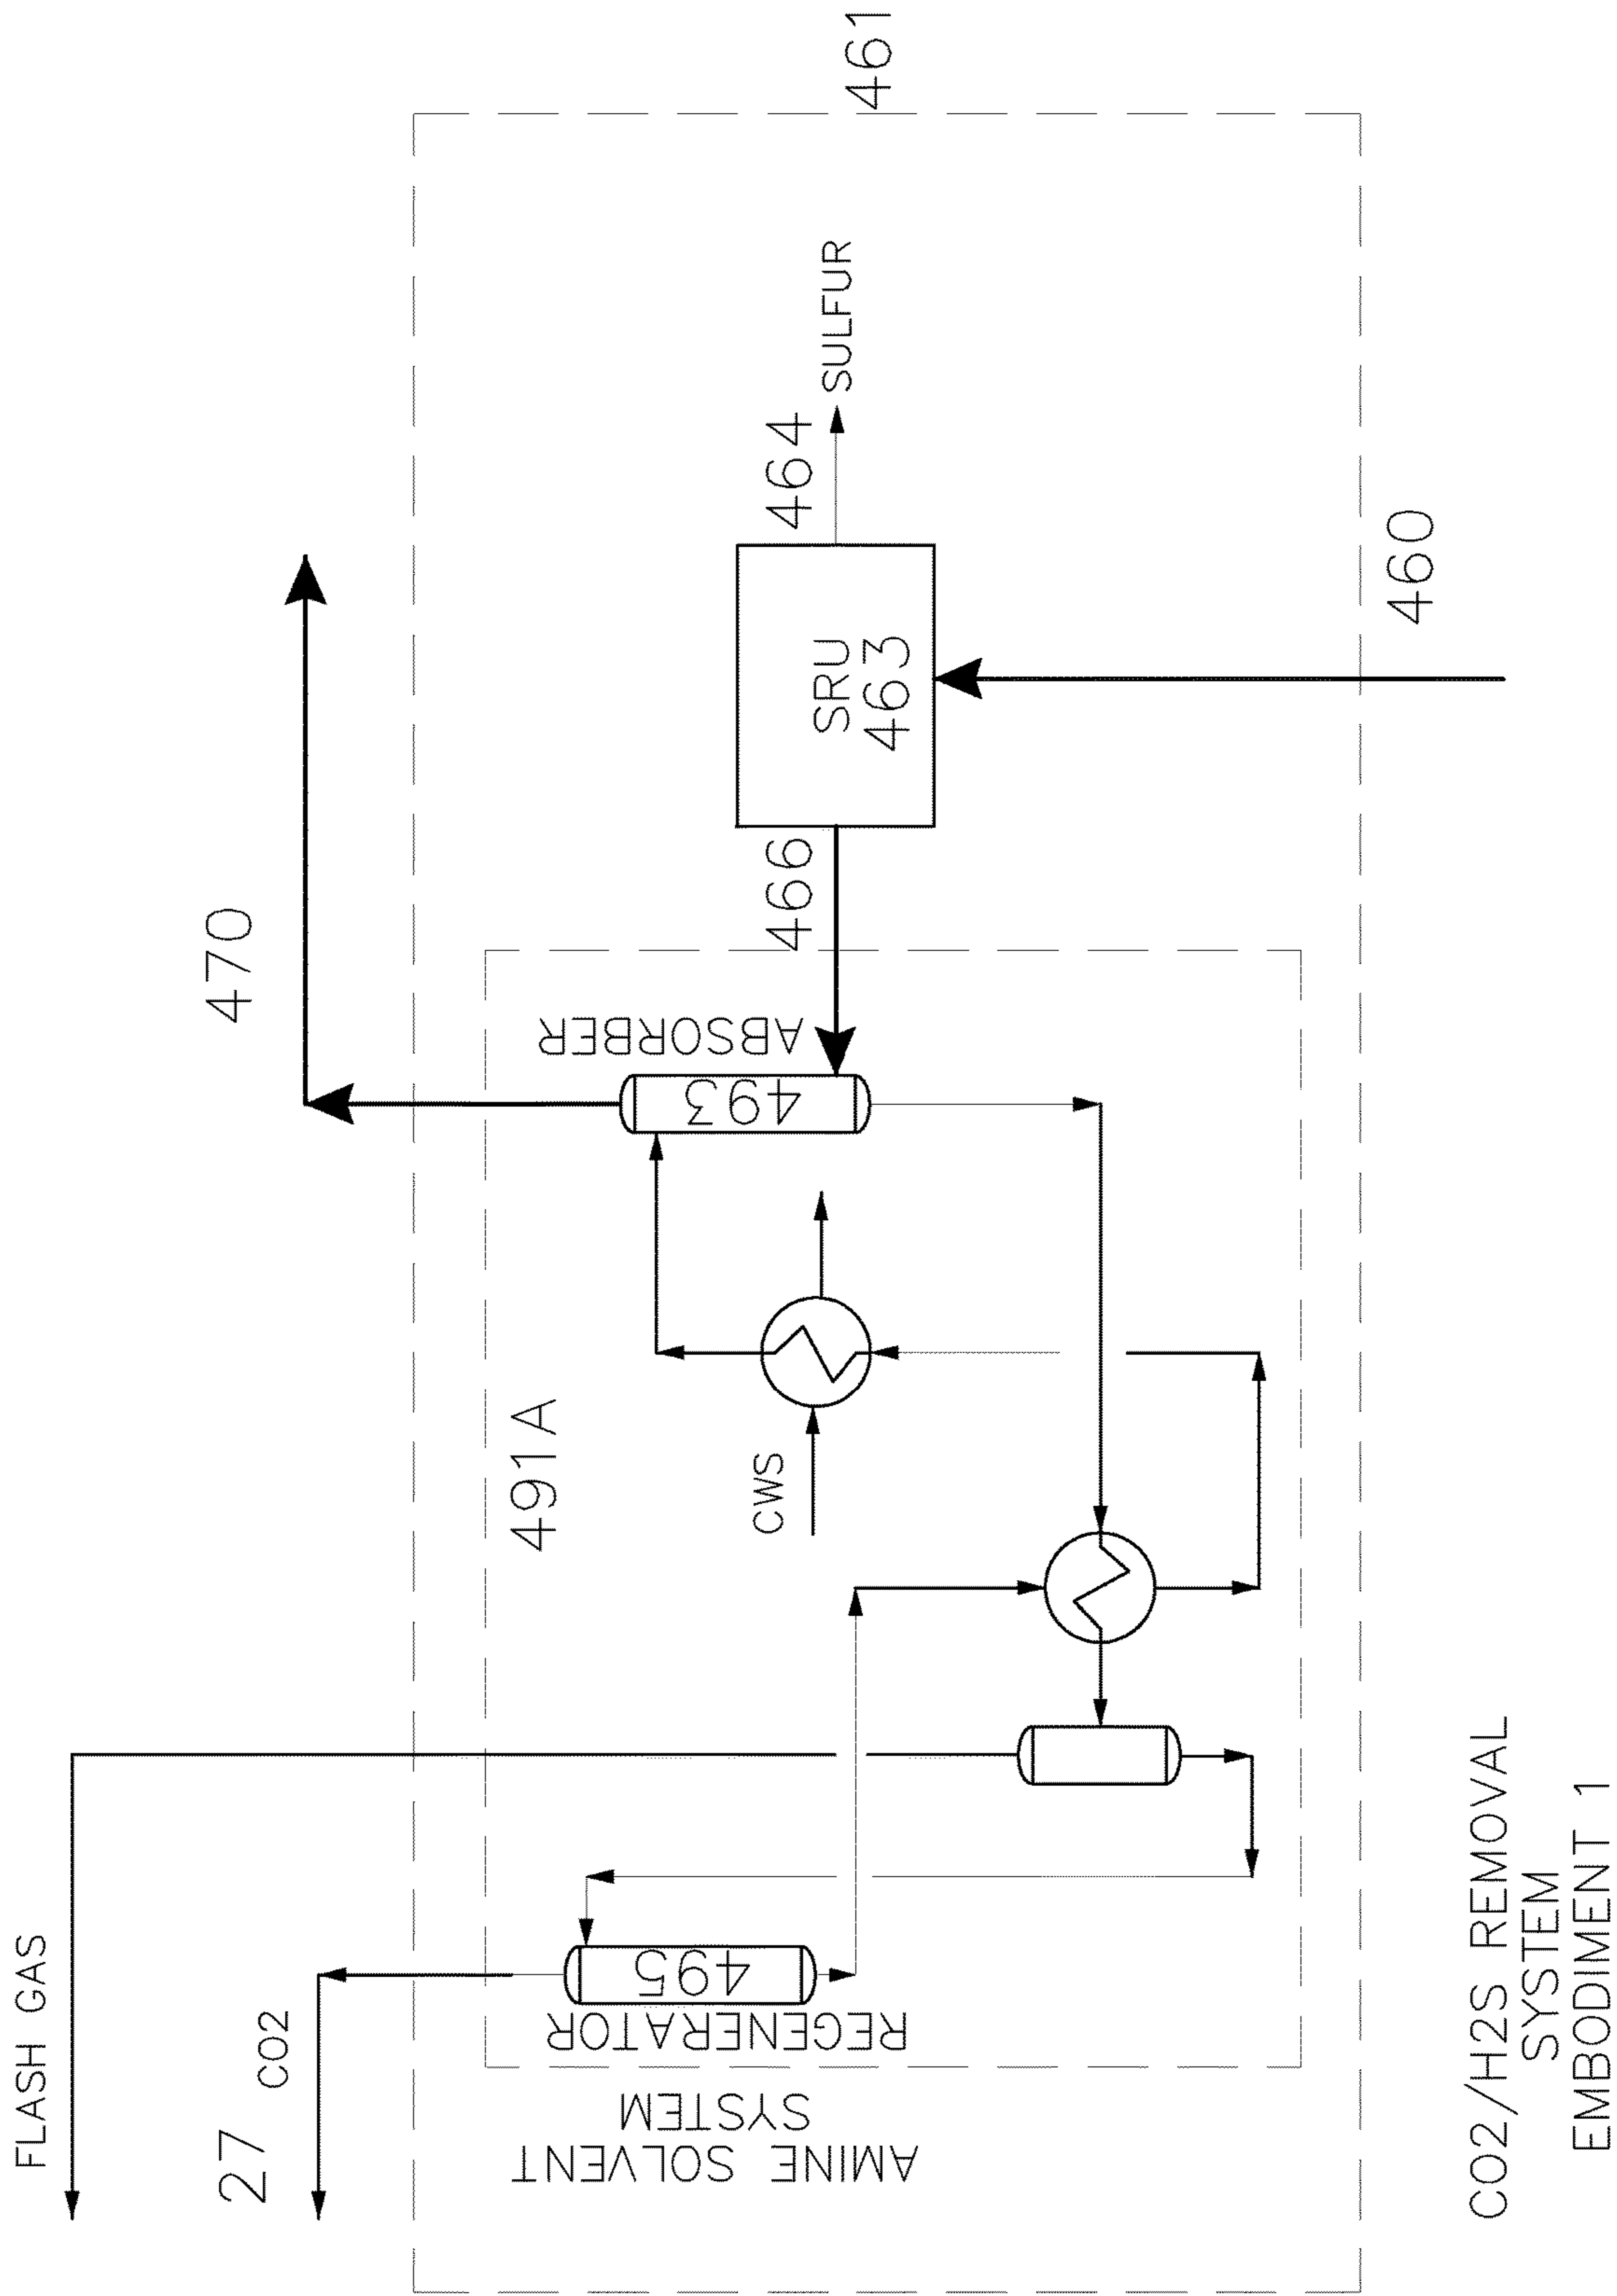 FLASH GAS
27
CO2
470
461
491A
CWS
ABSORBER
493
466
SRU
463
464
SULFUR
460
495
REGENERATOR
AMINE SOLVENT
SYSTEM
CO2/H2S REMOVAL
SYSTEM
EMBODIMENT 1